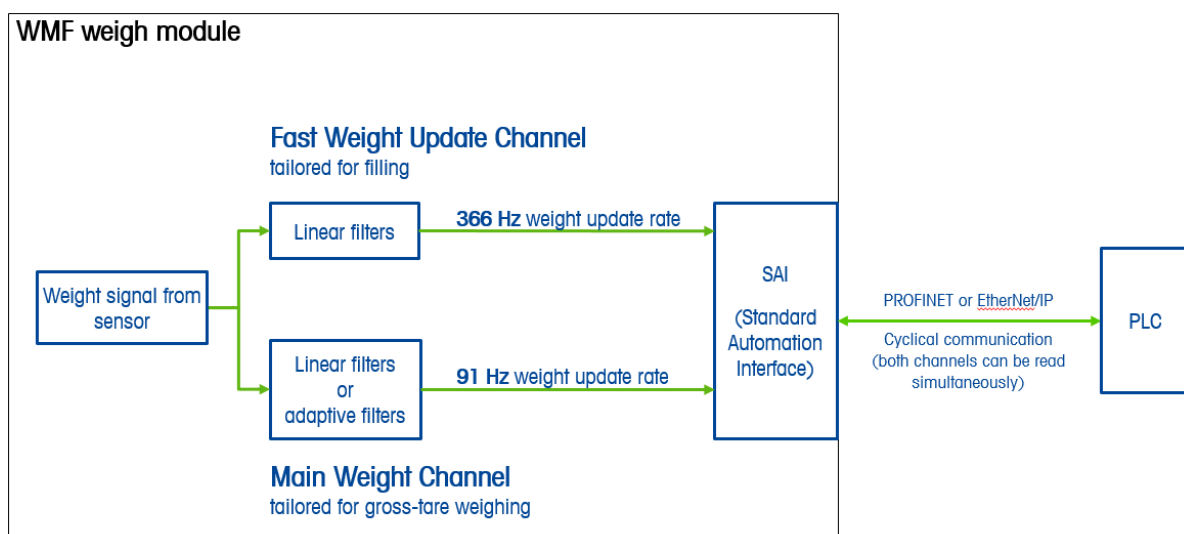 WMF weigh module
Fast Weight Update Channel
tailored for filling
Linear filters
366 Hz weight update rate
Weight signal from
sensor
Linear filters
or
adaptive filters
91 Hz weight update rate
Main Weight Channel
tailored for gross-tare weighing
SAI
(Standard
Automation
Interface)
PROFINET or EtherNet/IP
Cyclical communication
(both channels can be read
simultaneously)
PLC